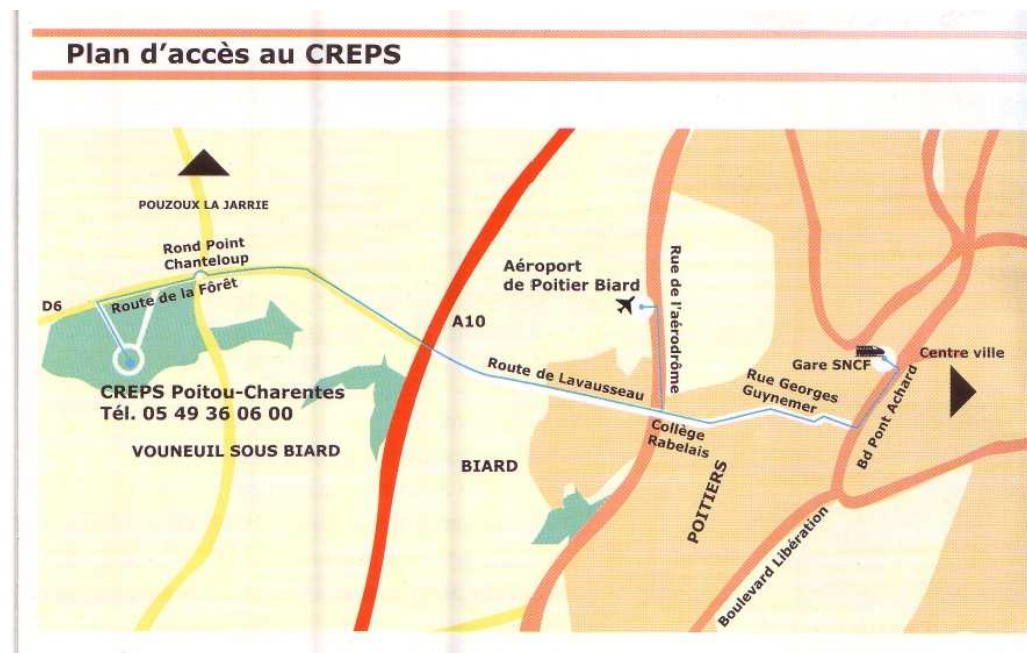 Plan d'accès au CREPS
POUZOUX LA JARRIE
Rond Point
Chanteloup
D6
Route de la Fôrêt
CREPS Poitou-Charentes
Tél. 05 49 36 06 00
VOUNEUIL SOUS BIARD
A10
BIARD
Aéroport
de Poitier Biard
Rue de l'aérodrôme
Route de Lavausseau
Collège
Rabelais
POITIERS
Rue Georges
Guynemer
Gare SNCF
Centre ville
Bd Pont Achard
Boulevard Libération